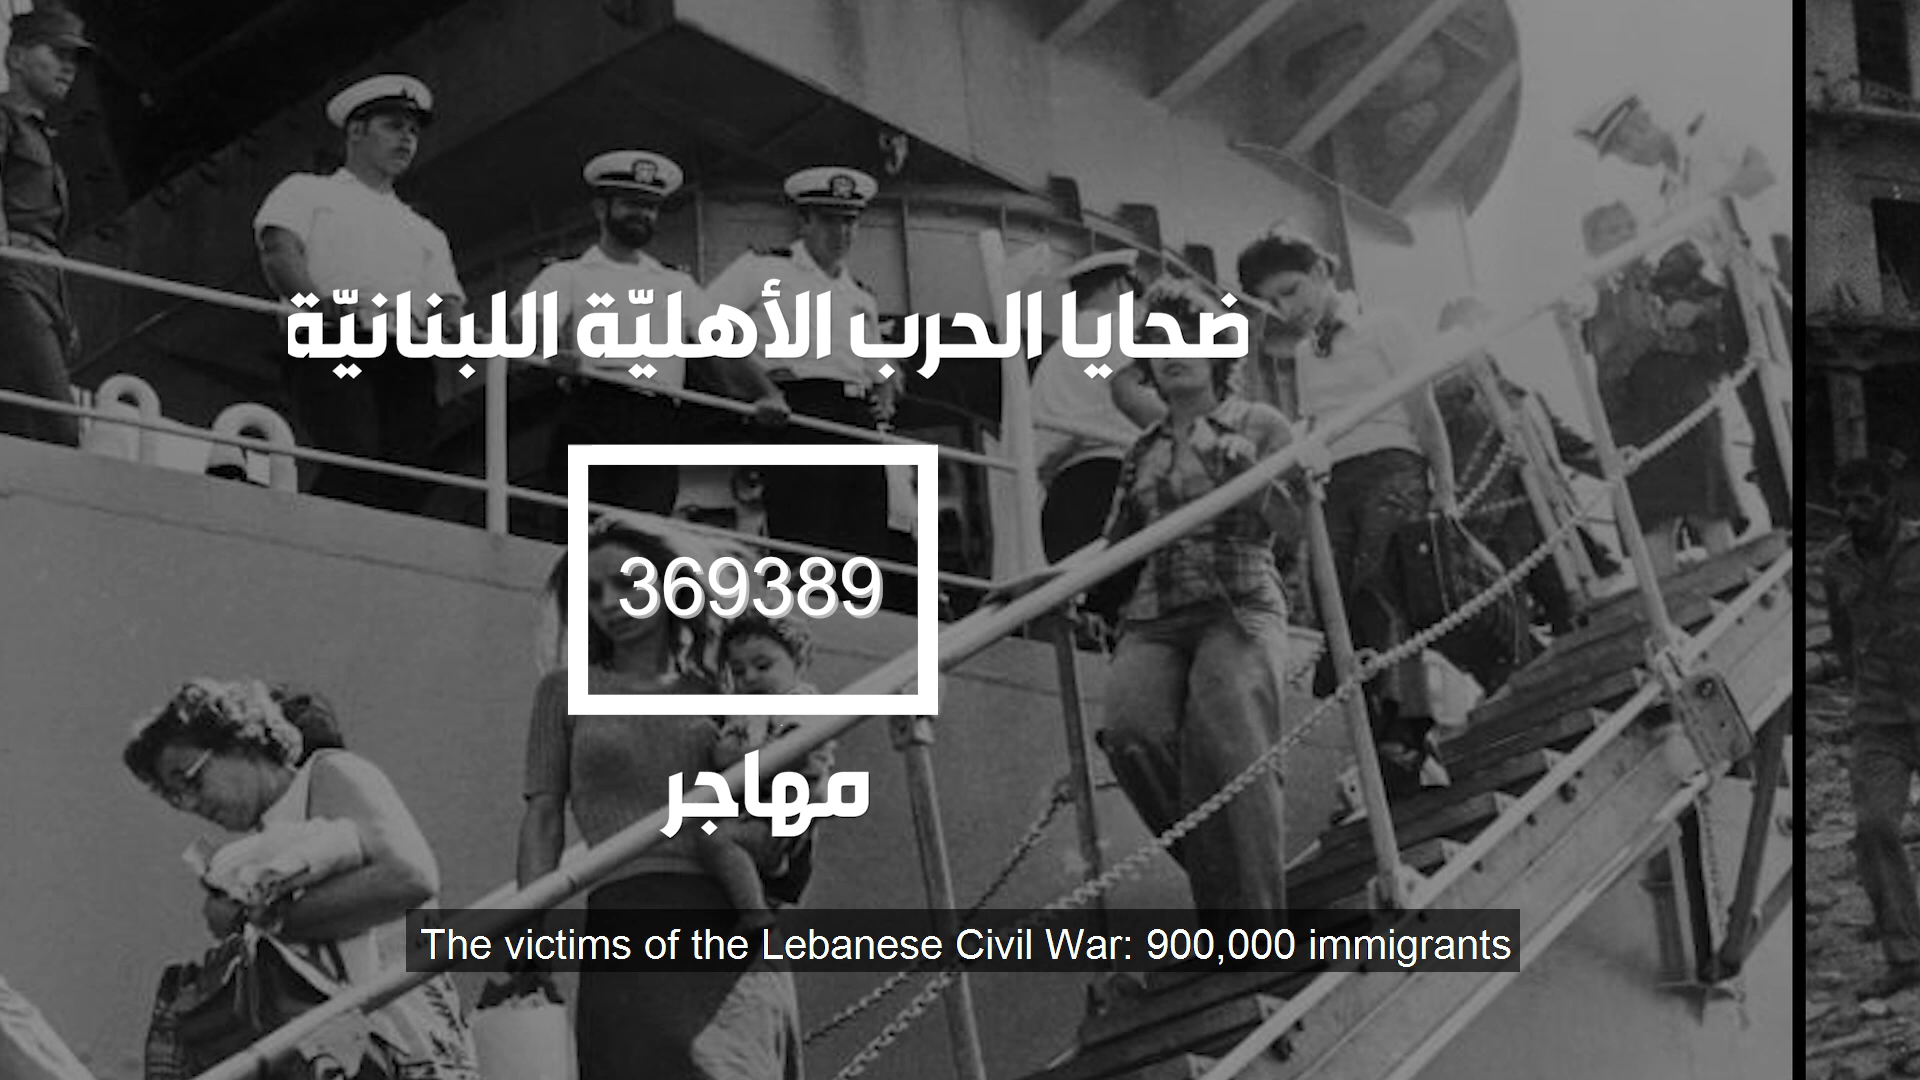 ضحايا الحرب الأهليّة اللبنانيّة
369389
مهاجر
The victims of the Lebanese Civil War: 900,000 immigrants